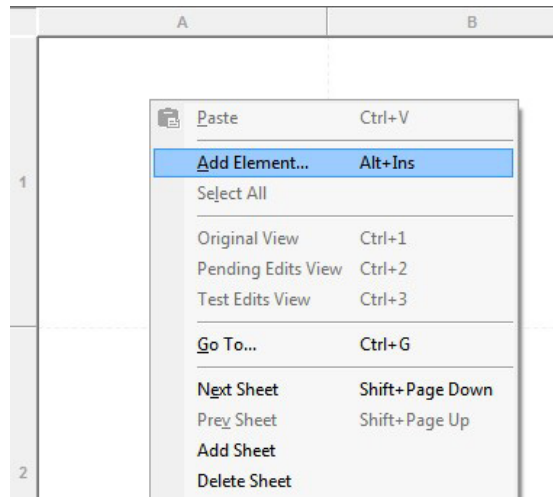 A B
1
Paste Ctrl+V
Add Element... Alt+Ins
Select All
Original View Ctrl+1
Pending Edits View Ctrl+2
Test Edits View Ctrl+3
Go To... Ctrl+G
Next Sheet Shift+Page Down
Prev Sheet Shift+Page Up
Add Sheet
2
Delete Sheet